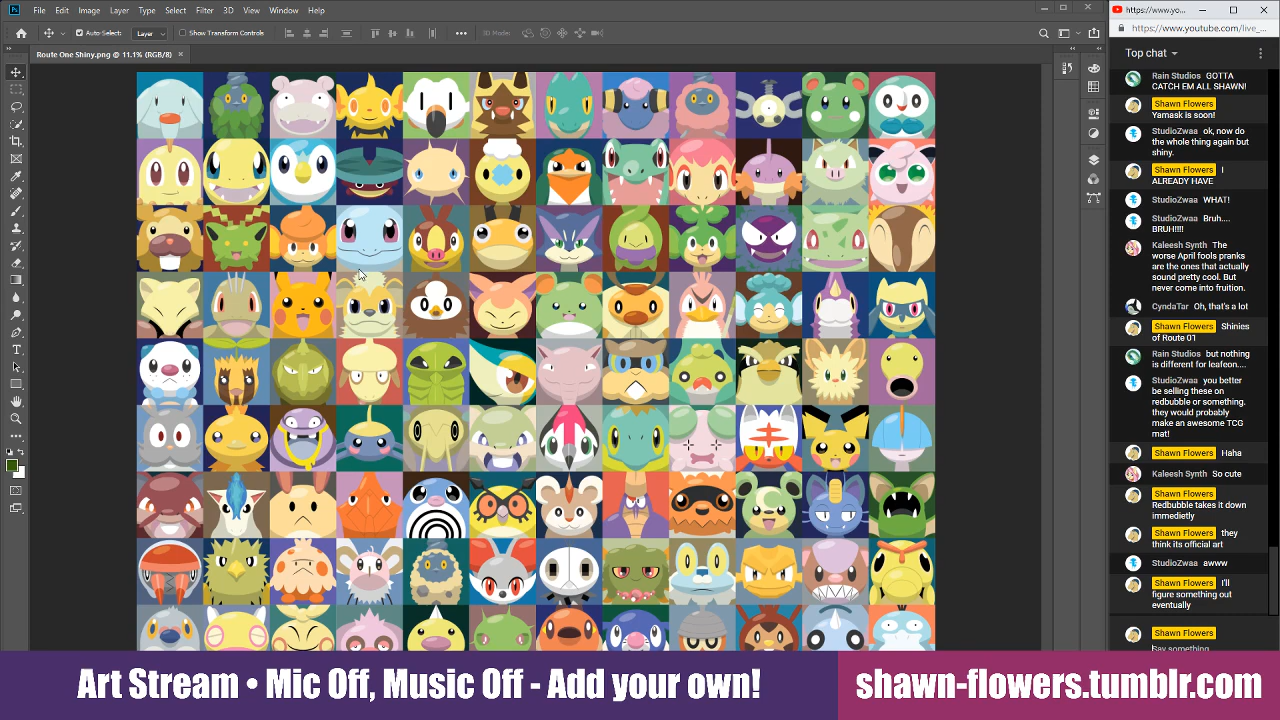 File Edit Image Layer Type Select Filter 3D View Window Help
Auto-Select: Layer Show Transform Controls 3D Mode:
Route One Shiny.png @ 11.1% (RGB/8) ×
https://www.yo...
https://www.youtube.com/live_...
Top chat
Rain Studios GOTTA
CATCH EM ALL SHAWN!
Shawn Flowers
Yamask is soon!
StudioZwaa ok, now do
the whole thing again but
shiny.
Shawn Flowers I
ALREADY HAVE
StudioZwaa WHAT!
StudioZwaa Bruh....
BRUH!!!!
Kaleesh Synth The
worse April fools pranks
are the ones that actually
sound pretty cool. But
never come into fruition.
CyndaTar Oh, that's a lot
Shawn Flowers Shinies
of Route 01
Rain Studios but nothing
is different for leafeon....
StudioZwaa you better
be selling these on
redbubble or something.
they would probably
make an awesome TCG
mat!
Shawn Flowers Haha
Kaleesh Synth So cute
Shawn Flowers
Redbubble takes it down
immedietly
Shawn Flowers they
think its official art
StudioZwaa awww
Shawn Flowers I'll
figure something out
eventually
Shawn Flowers
Say something
Art Stream • Mic Off, Music Off - Add your own!
shawn-flowers.tumblr.com